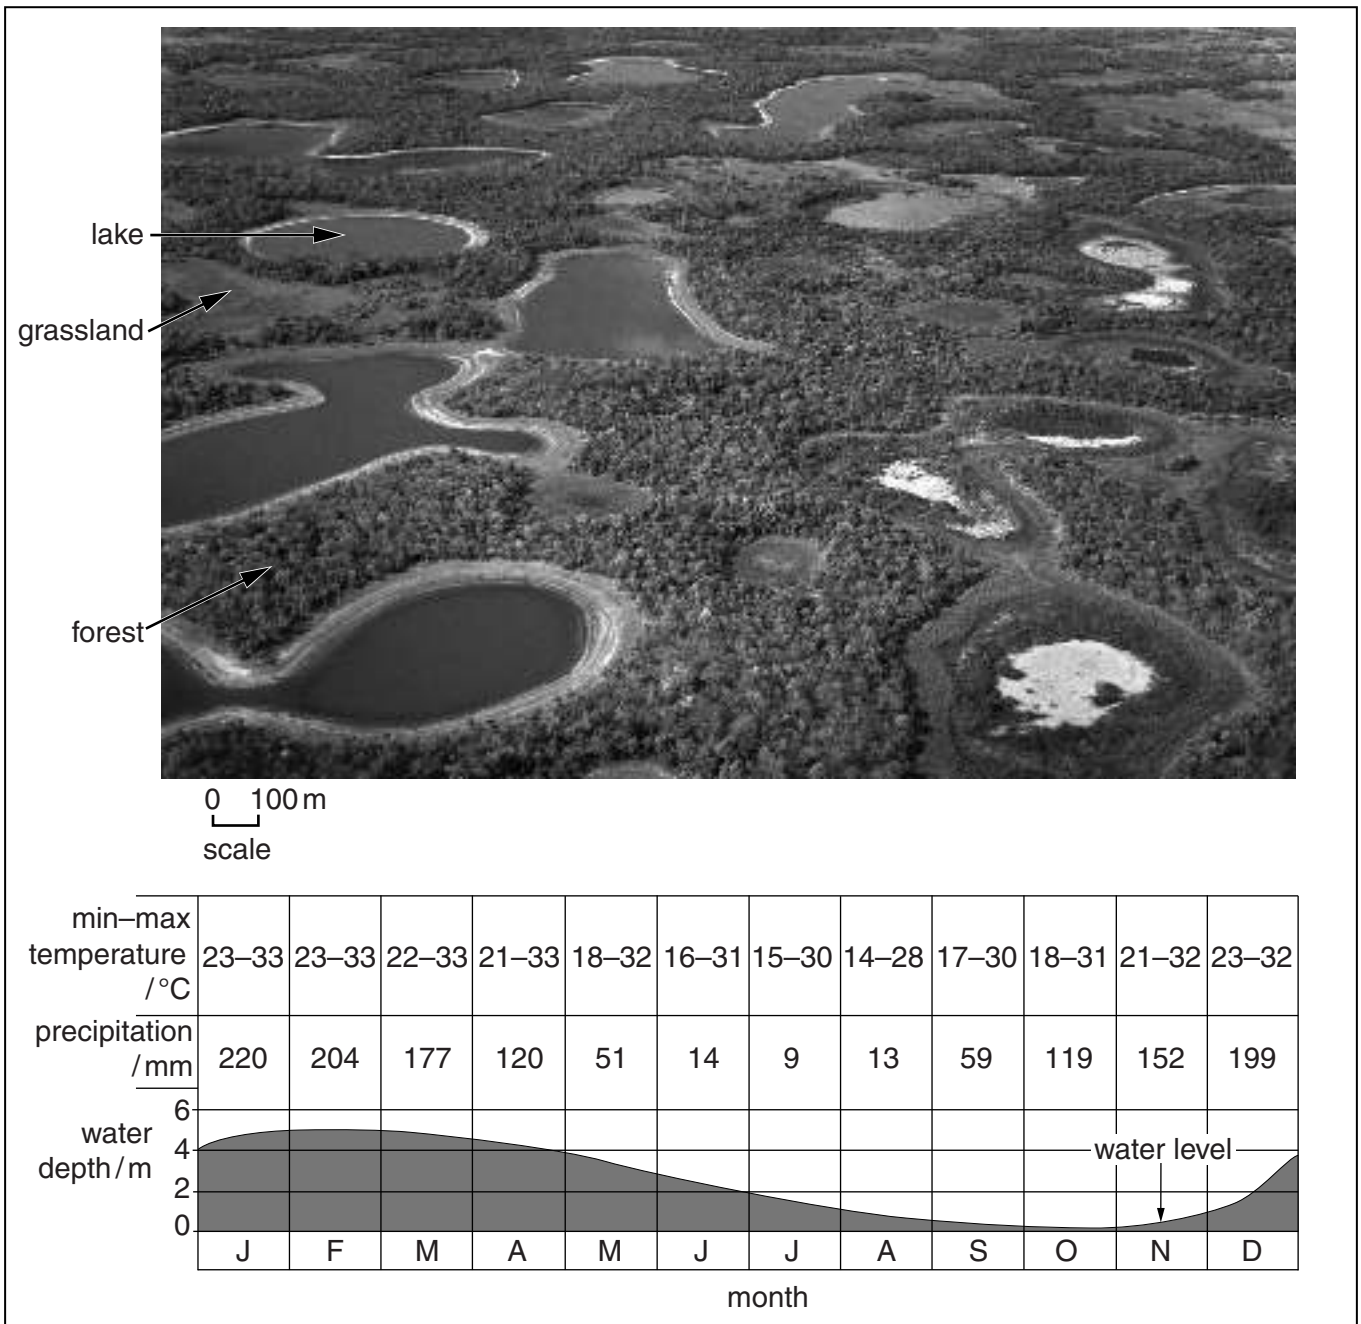 lake
grassland
forest
0 100 m
scale
min–max
temperature
/ °C
23–33 23–33 22–33 21–33 18–32 16–31 15–30 14–28 17–30 18–31 21–32 23–32
precipitation
/ mm
220 204 177 120 51 14 9 13 59 119 152 199
water
depth / m
6
4
2
0
water level
J F M A M J J A S O N D
month